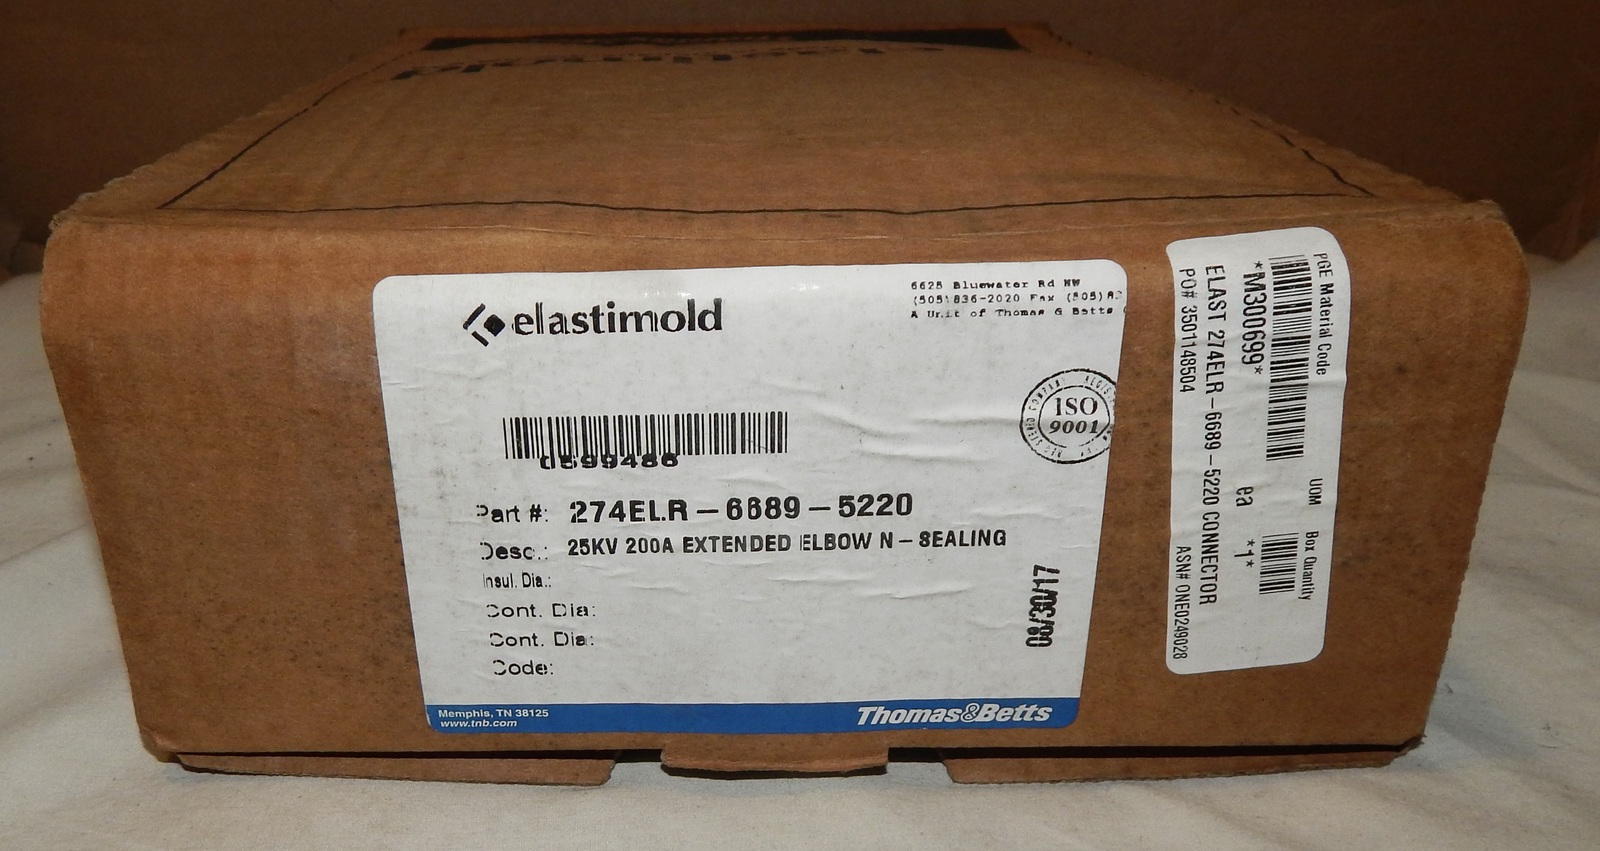 elastimold
elastimold
6625 Bluewater Rd NW
(505)836-2020 Fax (505)
A Unit of Thomas & Betts
ISO
9001
0599486
Part #: 274ELR-6689-5220
Desc.: 25KV 200A EXTENDED ELBOW N-SEALING
Insul. Dia.:
Cont. Dia:
Cont. Dia:
Code:
08/30/17
Memphis, TN 38125
www.tnb.com
Thomas&Betts
PGE Material Code UOM Box Quantity
*M300699* ea *1*
ELAST 274ELR-6689-5220 CONNECTOR
PO# 3501148504 ASN# ONE0249028